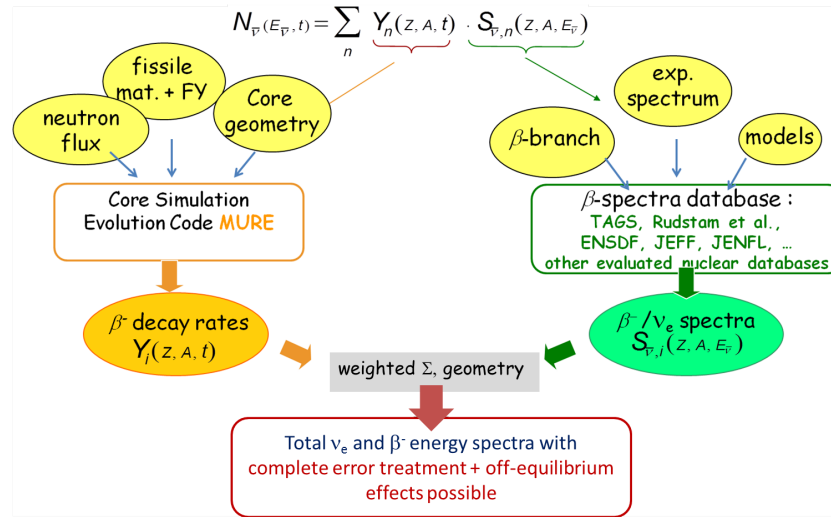 N_ν̅(E_ν̅,t) = ∑_n Y_n(Z, A, t) · S_ν̅,n(Z, A, E_ν̅)
fissile
mat. + FY
neutron
flux
Core
geometry
exp.
spectrum
β-branch
models
Core Simulation
Evolution Code MURE
β-spectra database :
TAGS, Rudstam et al.,
ENSDF, JEFF, JENFL, …
other evaluated nuclear databases
β⁻ decay rates
Y_i(Z, A, t)
β⁻/ν_e spectra
S_ν̅,i(Z, A, E_ν̅)
weighted Σ, geometry
Total ν_e and β⁻ energy spectra with
complete error treatment + off-equilibrium
effects possible